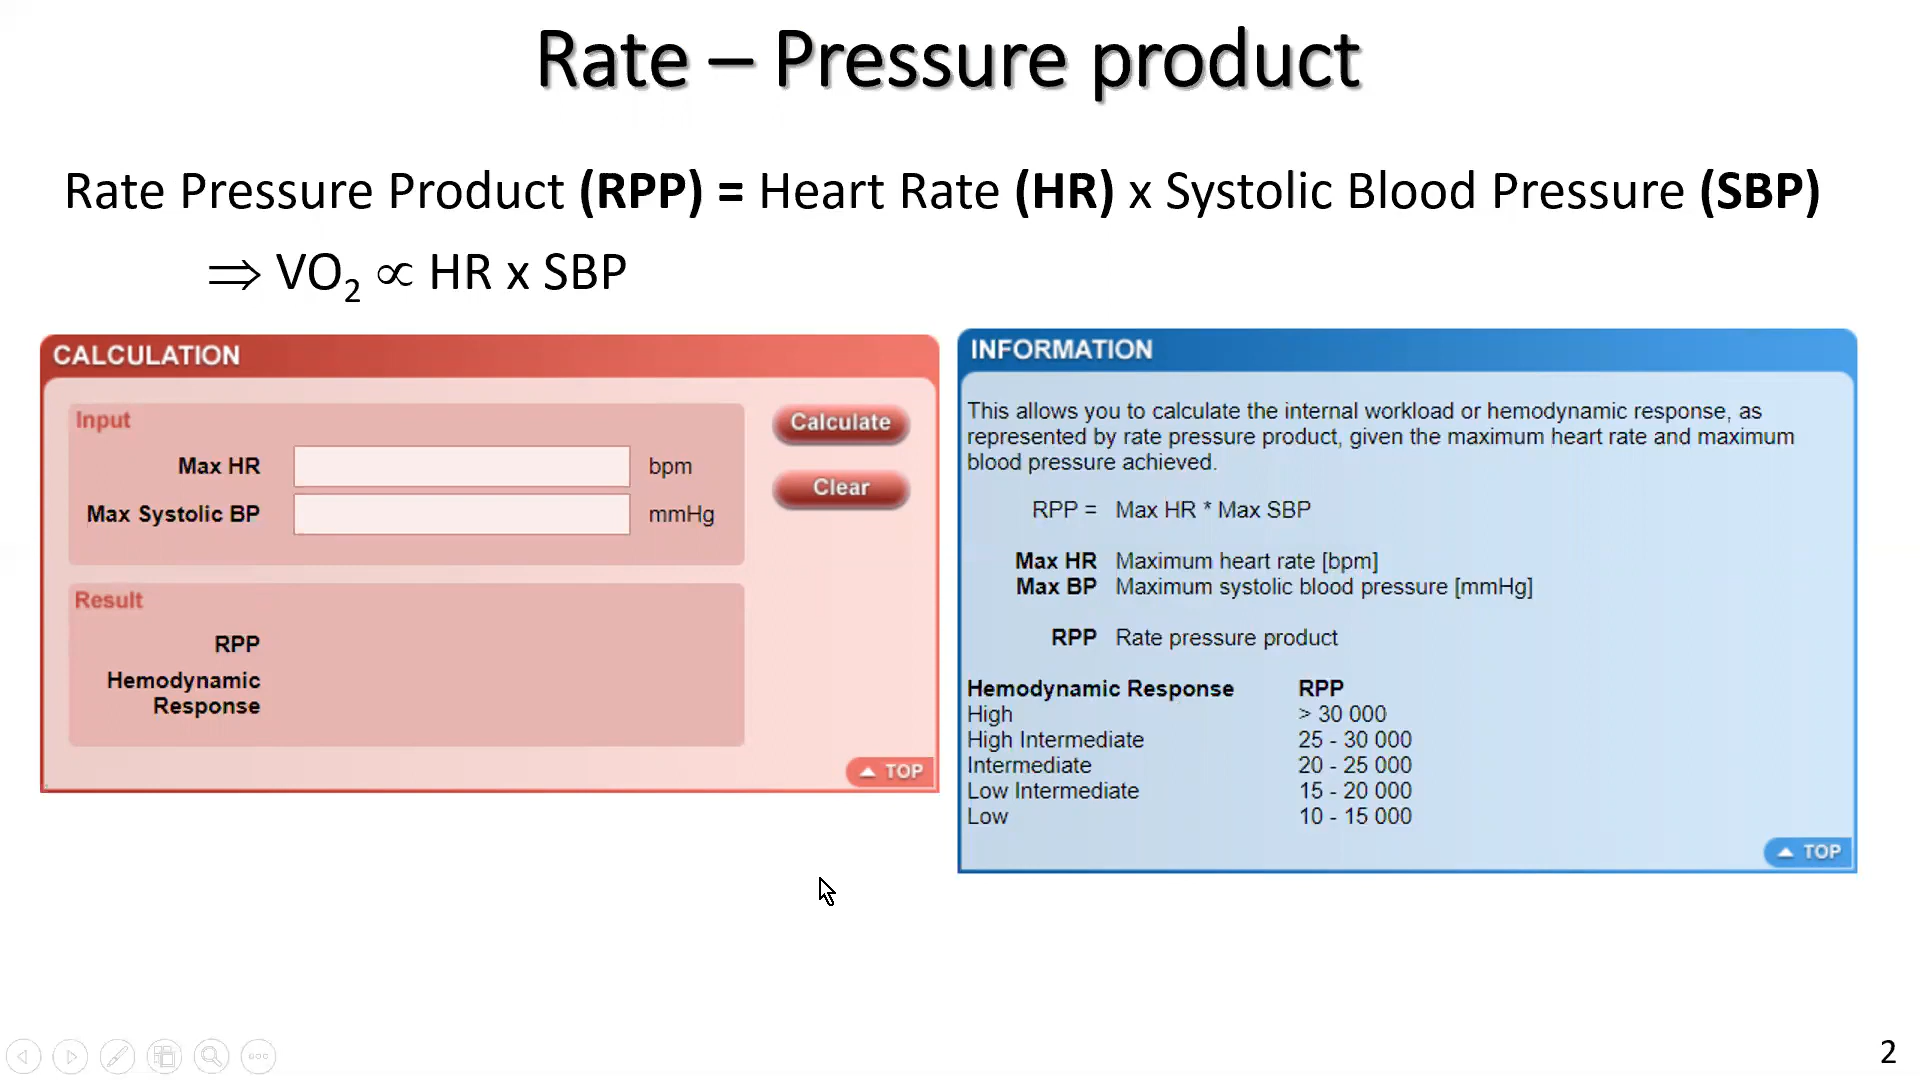 Rate – Pressure product
Rate Pressure Product (RPP) = Heart Rate (HR) x Systolic Blood Pressure (SBP)
⇒ VO₂ ∝ HR x SBP
CALCULATION
Input
Max HR bpm
Max Systolic BP mmHg
Calculate
Clear
Result
RPP
Hemodynamic
Response
TOP
INFORMATION
This allows you to calculate the internal workload or hemodynamic response, as
represented by rate pressure product, given the maximum heart rate and maximum
blood pressure achieved.
RPP = Max HR * Max SBP
Max HR Maximum heart rate [bpm]
Max BP Maximum systolic blood pressure [mmHg]
RPP Rate pressure product
Hemodynamic Response RPP
High > 30 000
High Intermediate 25 - 30 000
Intermediate 20 - 25 000
Low Intermediate 15 - 20 000
Low 10 - 15 000
TOP
2